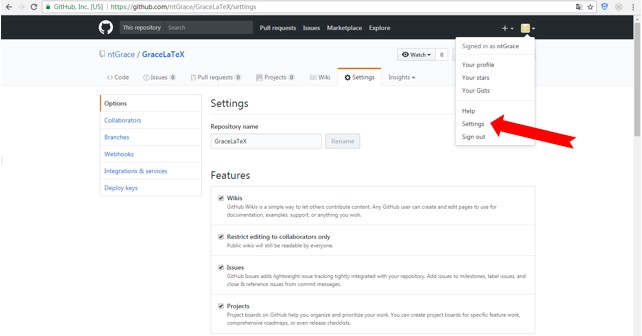 GitHub, Inc. [US] https://github.com/ntGrace/GraceLaTeX/settings
This repository Search Pull requests Issues Marketplace Explore
Signed in as ntGrace
Your profile
Your stars
Your Gists
Help
Settings
Sign out
ntGrace / GraceLaTeX
Watch 0
Code Issues 0 Pull requests 0 Projects 0 Wiki Settings Insights
Options
Collaborators
Branches
Webhooks
Integrations & services
Deploy keys
Settings
Repository name
GraceLaTeX Rename
Features
Wikis
GitHub Wikis is a simple way to let others contribute content. Any GitHub user can create and edit pages to use for
documentation, examples, support, or anything you wish.
Restrict editing to collaborators only
Public wikis will still be readable by everyone.
Issues
GitHub Issues adds lightweight issue tracking tightly integrated with your repository. Add issues to milestones, label issues, and
close & reference issues from commit messages.
Projects
Project boards on GitHub help you organize and prioritize your work. You can create project boards for specific feature work,
comprehensive roadmaps, or even release checklists.